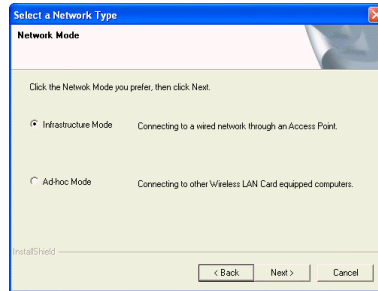 Select a Network Type
Network Mode
Click the Netwok Mode you prefer, then click Next.
Infrastructure Mode
Connecting to a wired network through an Access Point.
Ad-hoc Mode
Connecting to other Wireless LAN Card equipped computers.
InstallShield
< Back
Next >
Cancel